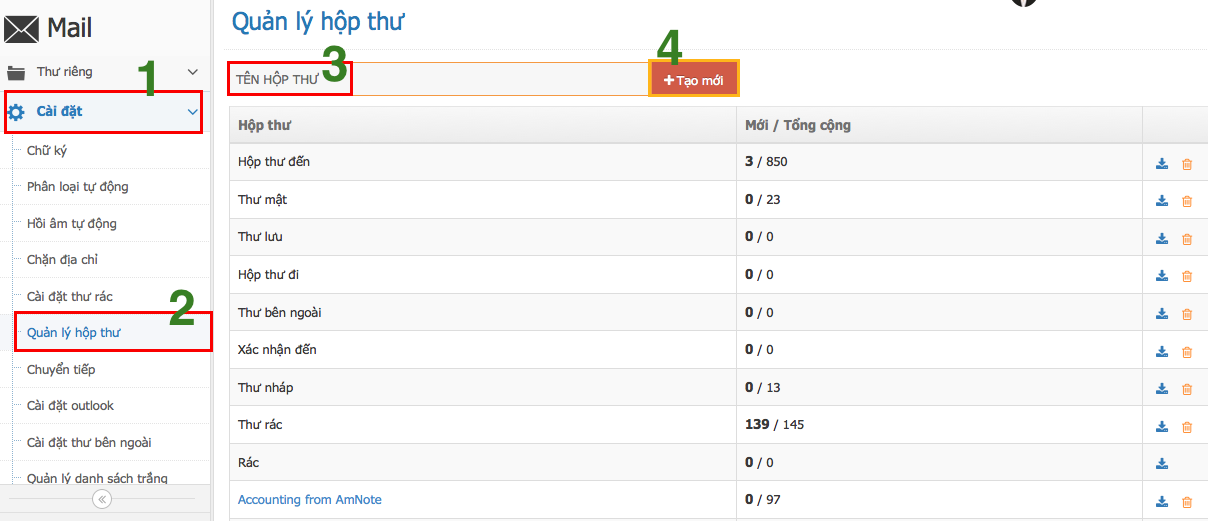 Mail
Thư riêng
1
Cài đặt
Chữ ký
Phân loại tự động
Hồi âm tự động
Chặn địa chỉ
Cài đặt thư rác
2
Quản lý hộp thư
Chuyển tiếp
Cài đặt outlook
Cài đặt thư bên ngoài
Quản lý danh sách trắng
Quản lý hộp thư
3
4
TÊN HỘP THƯ
+ Tạo mới
Hộp thư Mới / Tổng cộng
Hộp thư đến 3 / 850
Thư mật 0 / 23
Thư lưu 0 / 0
Hộp thư đi 0 / 0
Thư bên ngoài 0 / 0
Xác nhận đến 0 / 0
Thư nháp 0 / 13
Thư rác 139 / 145
Rác 0 / 0
Accounting from AmNote 0 / 97